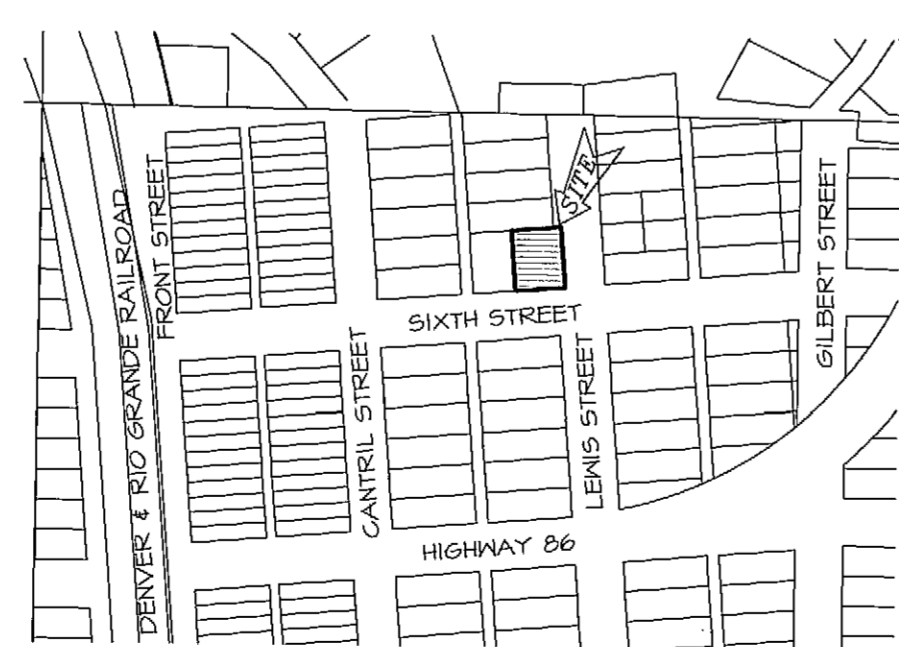 DENVER & RIO GRANDE RAILROAD
FRONT STREET
SITE
GILBERT STREET
SIXTH STREET
CANTRIL STREET
LEWIS STREET
HIGHWAY 86